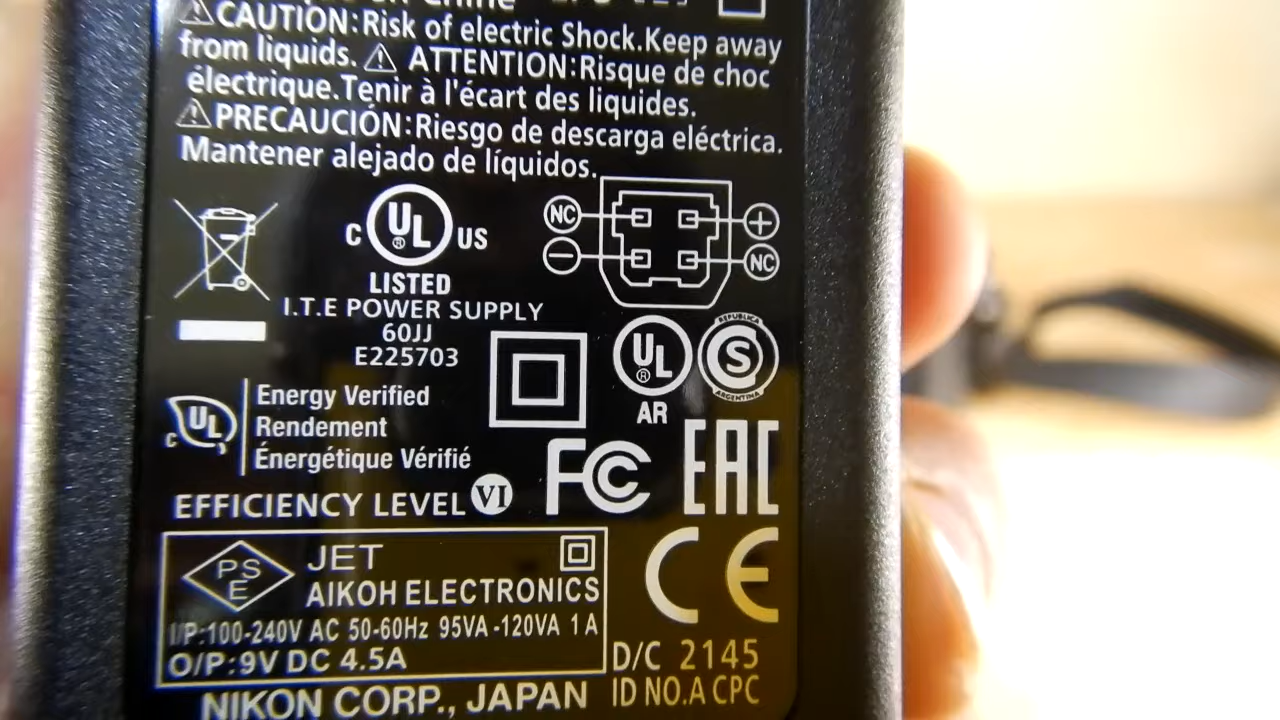 CAUTION:Risk of electric Shock.Keep away
from liquids. ATTENTION:Risque de choc
électrique.Tenir à l'écart des liquides.
PRECAUCIÓN:Riesgo de descarga eléctrica.
Mantener alejado de líquidos.
NC +
- NC
C UL ® US
LISTED
I.T.E POWER SUPPLY
60JJ
E225703
UL ® AR
REPUBLICA S ARGENTINA
C UL
Energy Verified
Rendement
Énergétique Vérifié
EFFICIENCY LEVEL VI
FC EAC
PSE JET
AIKOH ELECTRONICS
CE
I/P:100-240V AC 50-60Hz 95VA-120VA 1A
O/P:9V DC 4.5A
D/C 2145
NIKON CORP., JAPAN
ID NO.A CPC